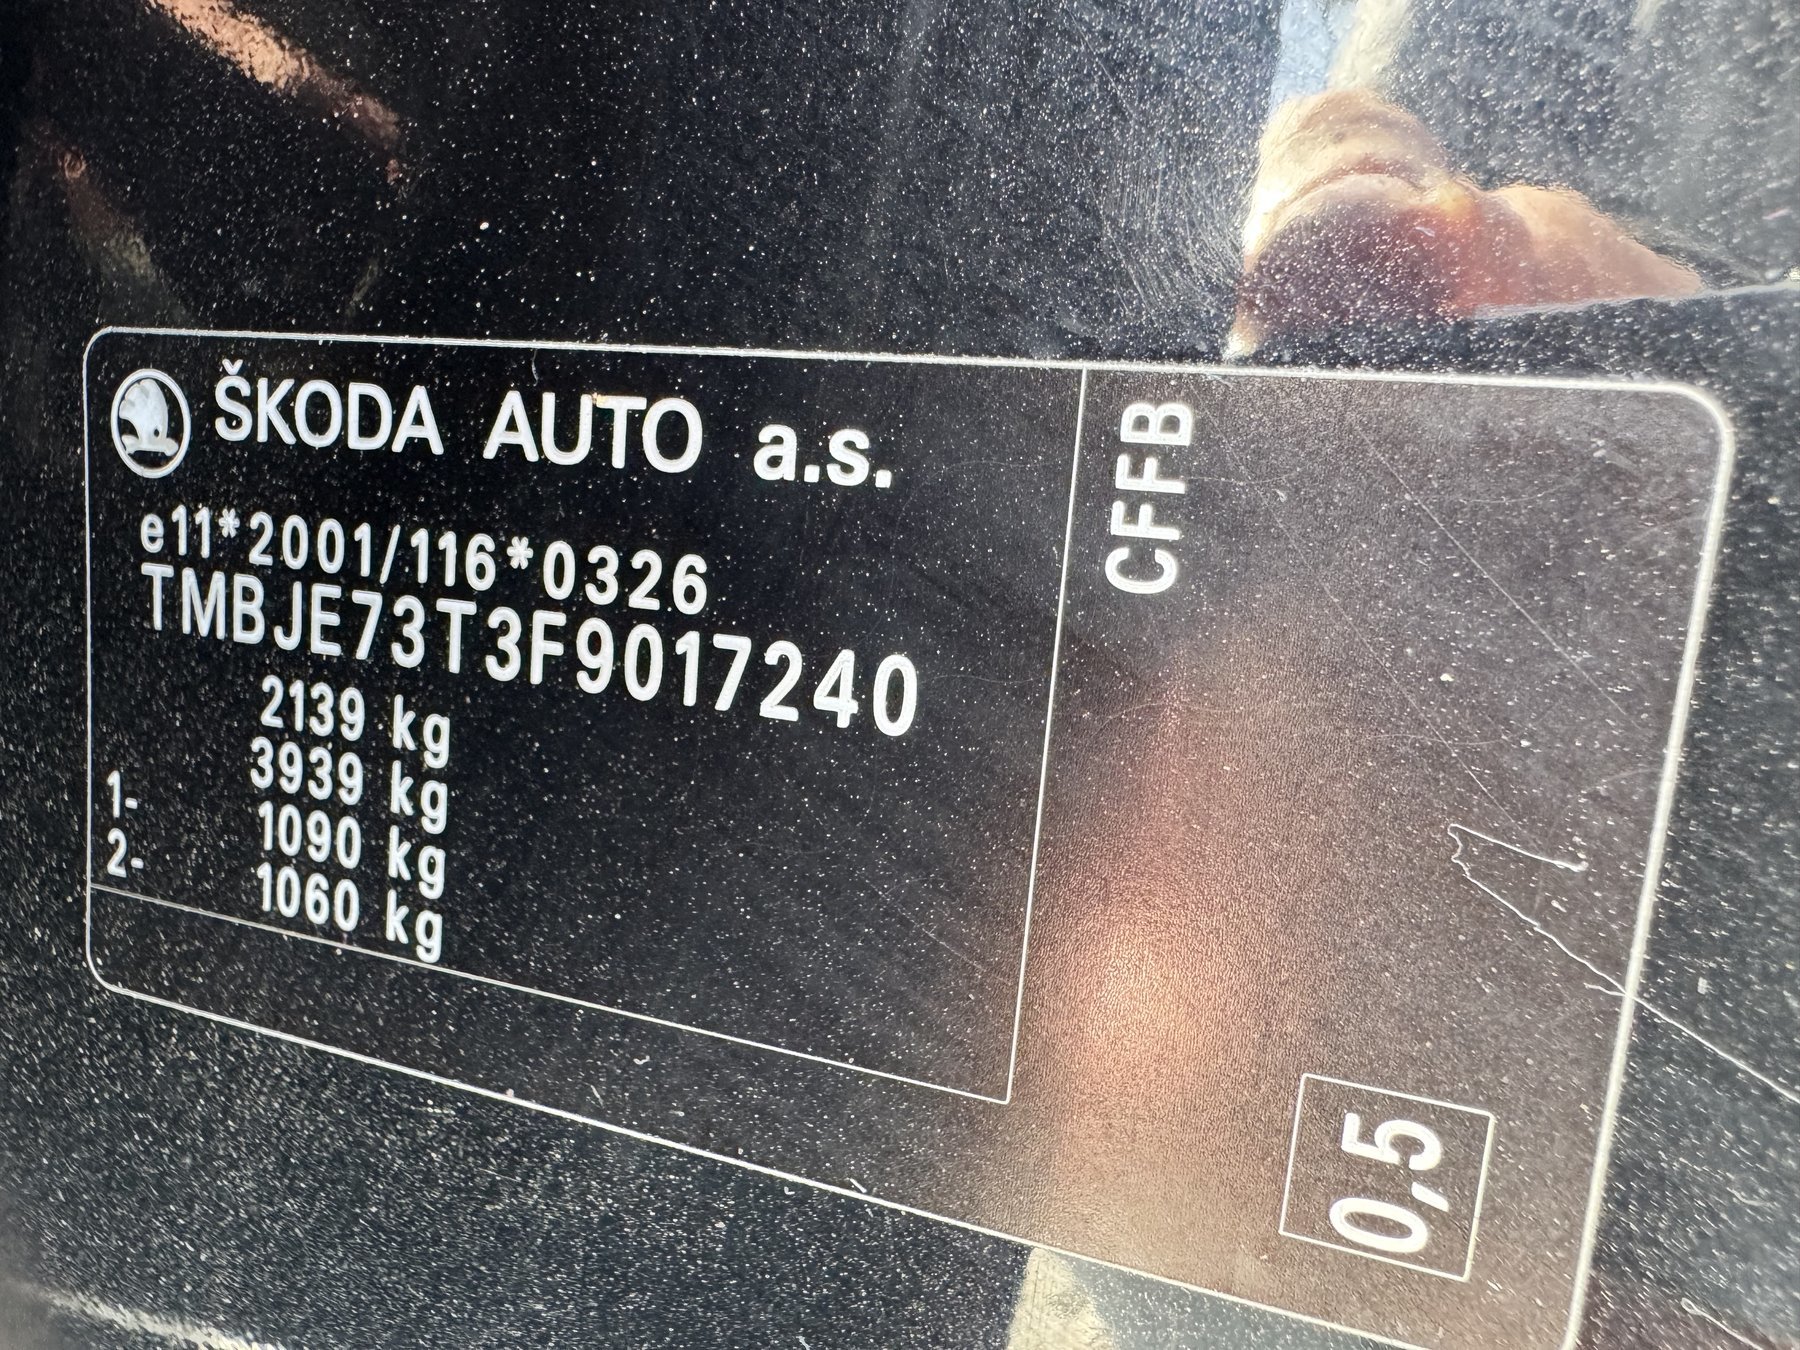 ŠKODA AUTO a.s.
e11*2001/116*0326
TMBJE73T3F9017240
2139 kg
3939 kg
1- 1090 kg
2- 1060 kg
CFFB
0,5